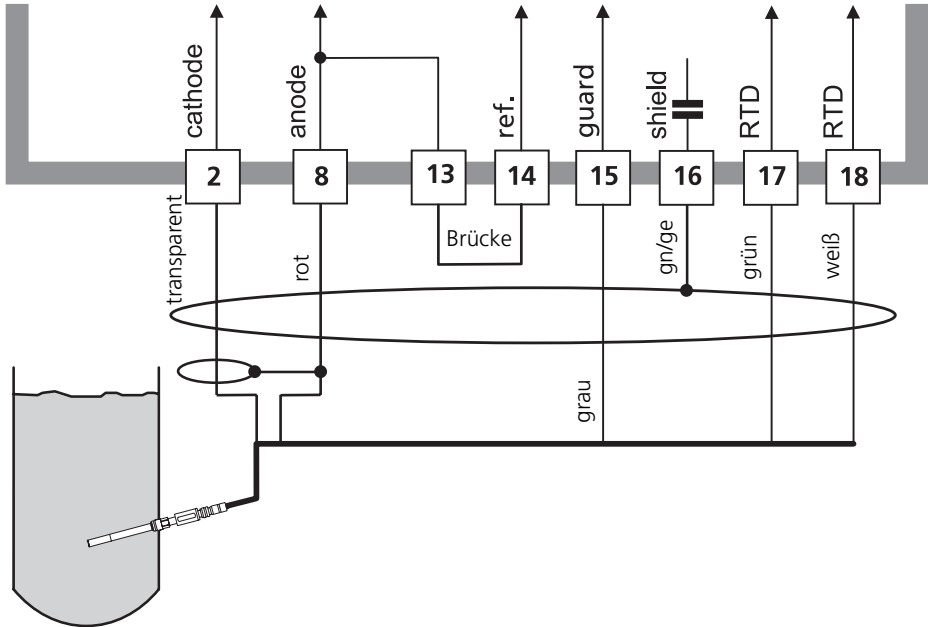 cathode
anode
ref.
guard
shield
RTD
RTD
2
8
13
14
15
16
17
18
transparent
rot
Brücke
gn/ge
grün
weiß
grau